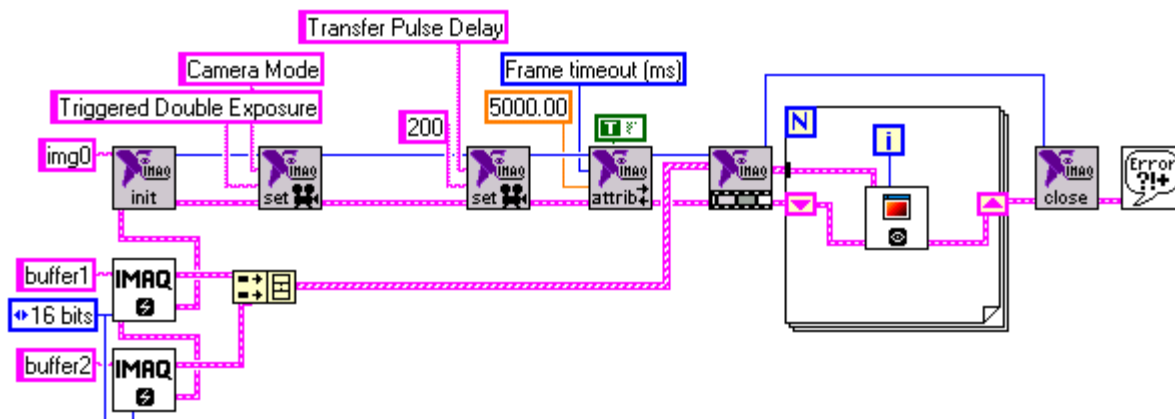 Transfer Pulse Delay
Camera Mode
Frame timeout (ms)
Triggered Double Exposure
5000.00
200
T
N
img0
i
IMAQ
IMAQ
IMAQ
IMAQ
IMAQ
IMAQ
Error
?!+
init
set
set
attrib
close
buffer1
IMAQ
16 bits
buffer2
IMAQ